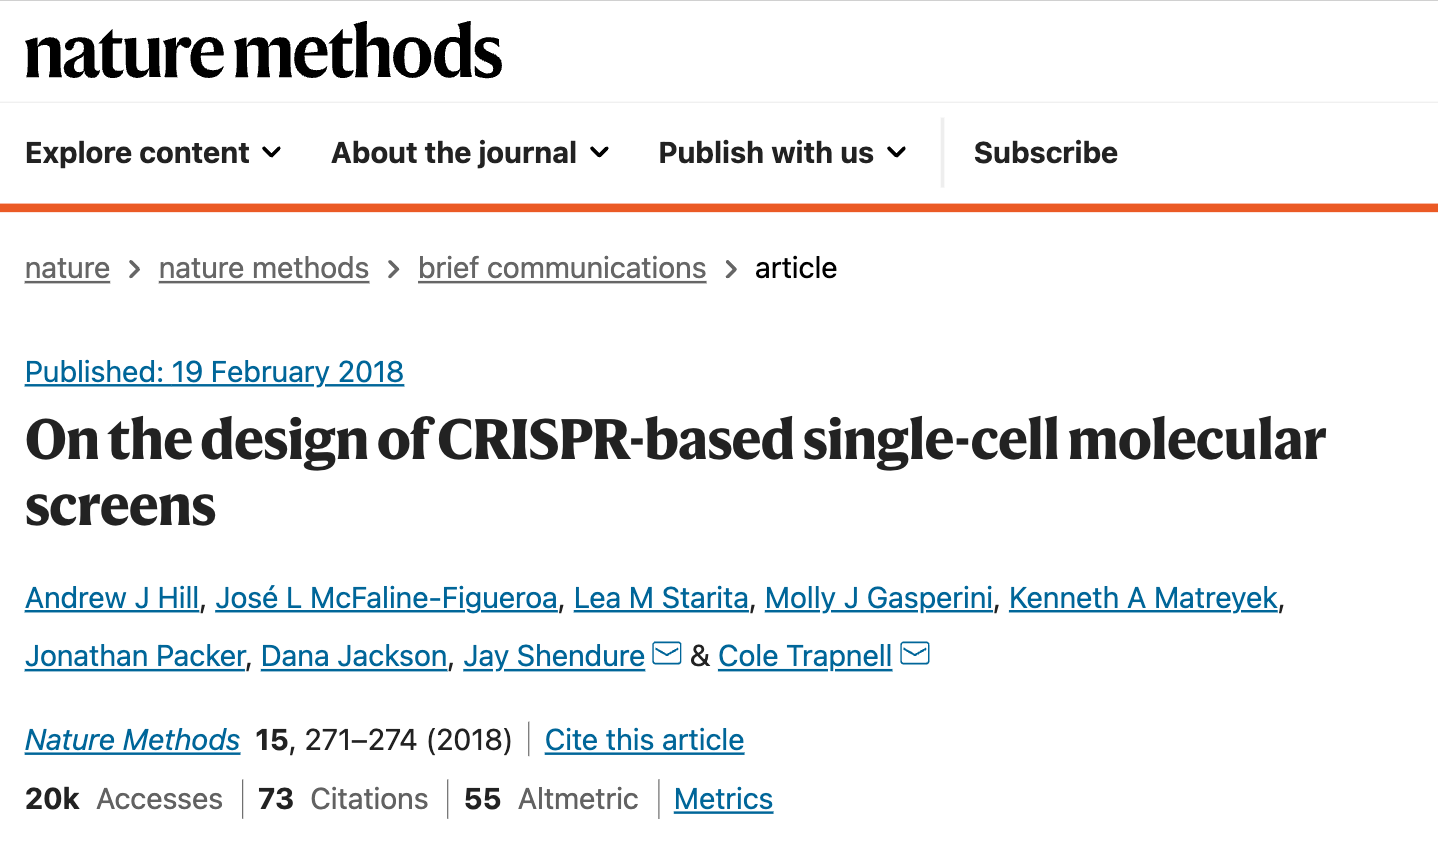 nature methods
Explore content About the journal Publish with us Subscribe
nature > nature methods > brief communications > article
Published: 19 February 2018
On the design of CRISPR-based single-cell molecular
screens
Andrew J Hill, José L McFaline-Figueroa, Lea M Starita, Molly J Gasperini, Kenneth A Matreyek,
Jonathan Packer, Dana Jackson, Jay Shendure & Cole Trapnell
Nature Methods 15, 271–274 (2018) Cite this article
20k Accesses 73 Citations 55 Altmetric Metrics